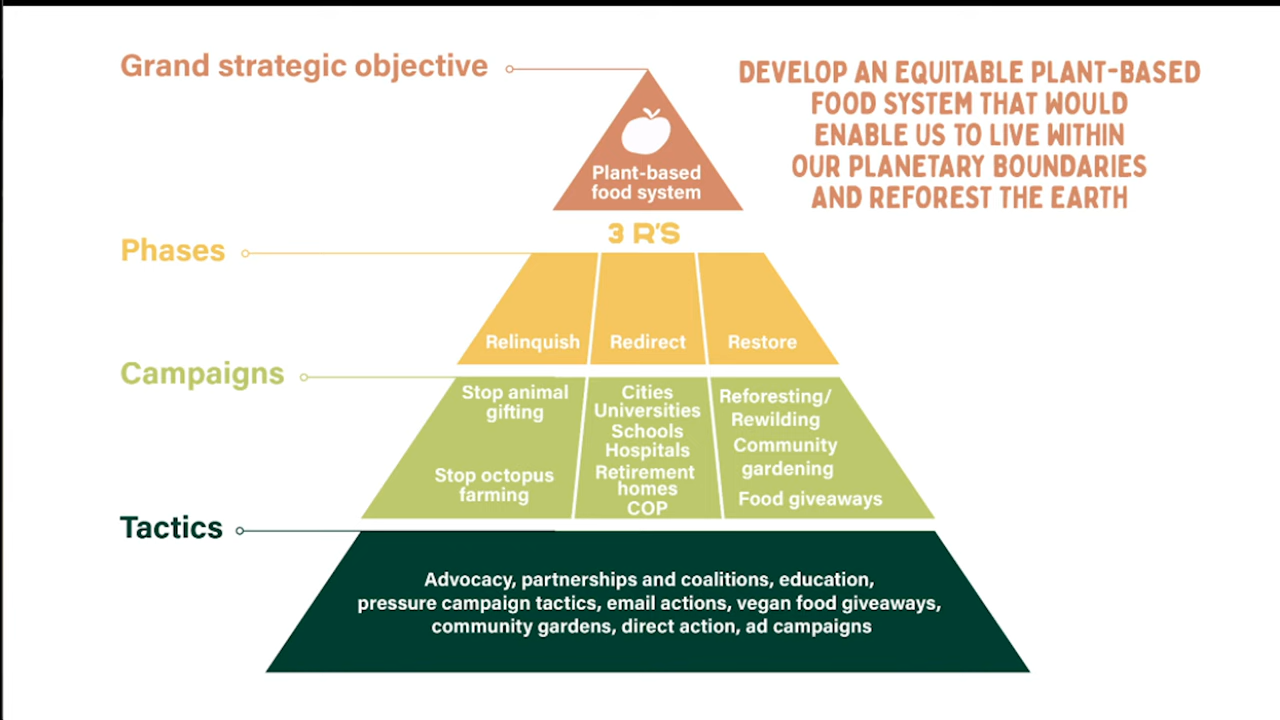 Grand strategic objective
DEVELOP AN EQUITABLE PLANT-BASED
FOOD SYSTEM THAT WOULD
ENABLE US TO LIVE WITHIN
OUR PLANETARY BOUNDARIES
AND REFOREST THE EARTH
Plant-based
food system
3 R'S
Phases
Relinquish
Redirect
Restore
Campaigns
Stop animal
gifting
Stop octopus
farming
Cities
Universities
Schools
Hospitals
Retirement
homes
COP
Reforesting/
Rewilding
Community
gardening
Food giveaways
Tactics
Advocacy, partnerships and coalitions, education,
pressure campaign tactics, email actions, vegan food giveaways,
community gardens, direct action, ad campaigns